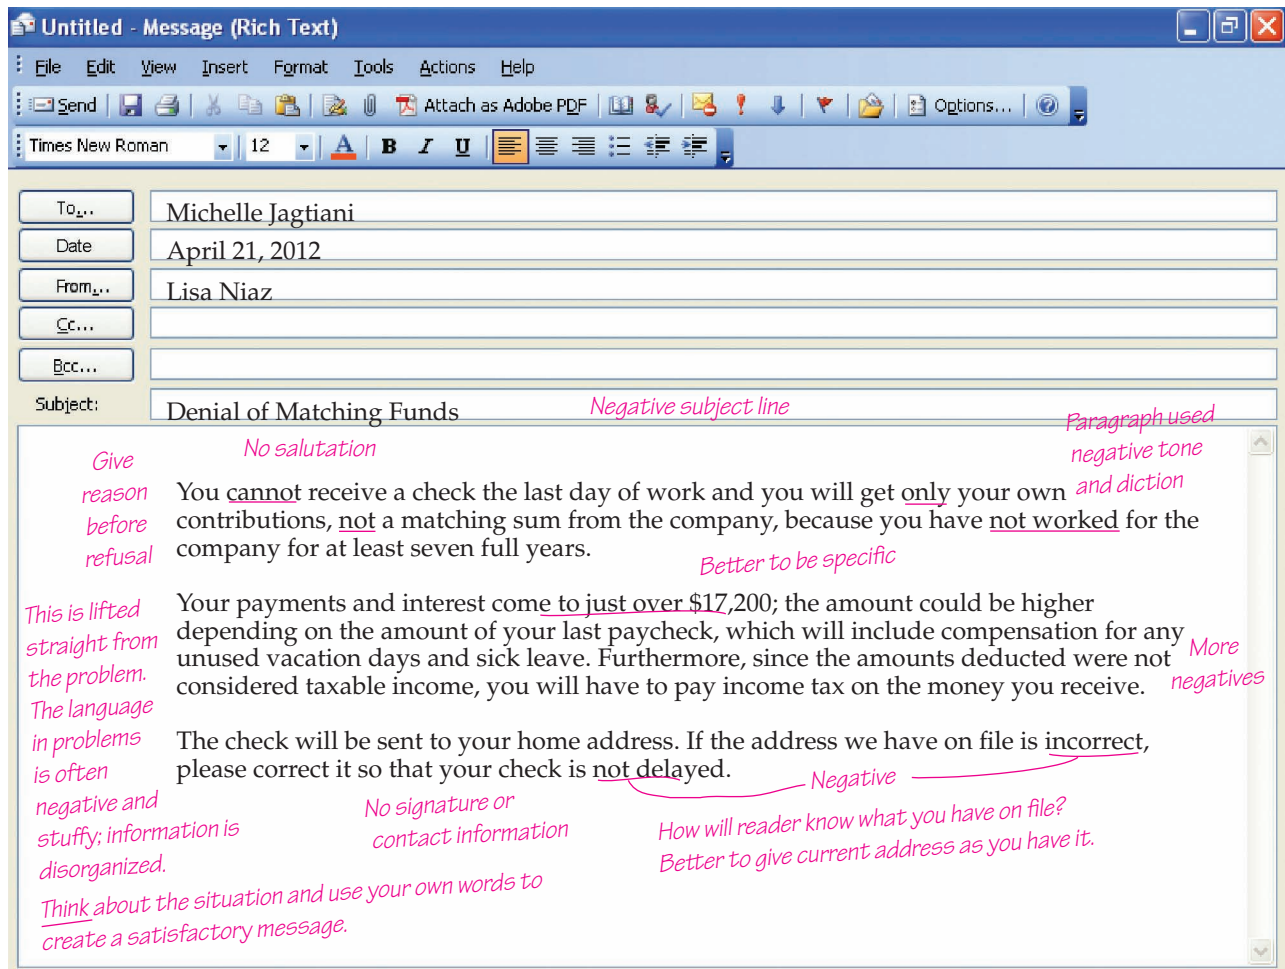 Untitled - Message (Rich Text)
File Edit View Insert Format Tools Actions Help
Send Attach as Adobe PDF Options...
Times New Roman 12 A B I U
To... Michelle Jagtiani
Date April 21, 2012
From... Lisa Niaz
Cc...
Bcc...
Subject: Denial of Matching Funds Negative subject line
No salutation
Paragraph used
negative tone
and diction
Give
reason
before
refusal
You cannot receive a check the last day of work and you will get only your own
contributions, not a matching sum from the company, because you have not worked for the
company for at least seven full years.
Better to be specific
This is lifted
straight from
the problem.
The language
in problems
is often
negative and
stuffy; information is
disorganized.
Think about the situation and use your own words to
create a satisfactory message.
Your payments and interest come to just over $17,200; the amount could be higher
depending on the amount of your last paycheck, which will include compensation for any
unused vacation days and sick leave. Furthermore, since the amounts deducted were not
considered taxable income, you will have to pay income tax on the money you receive.
More
negatives
The check will be sent to your home address. If the address we have on file is incorrect,
please correct it so that your check is not delayed.
Negative
No signature or
contact information
How will reader know what you have on file?
Better to give current address as you have it.